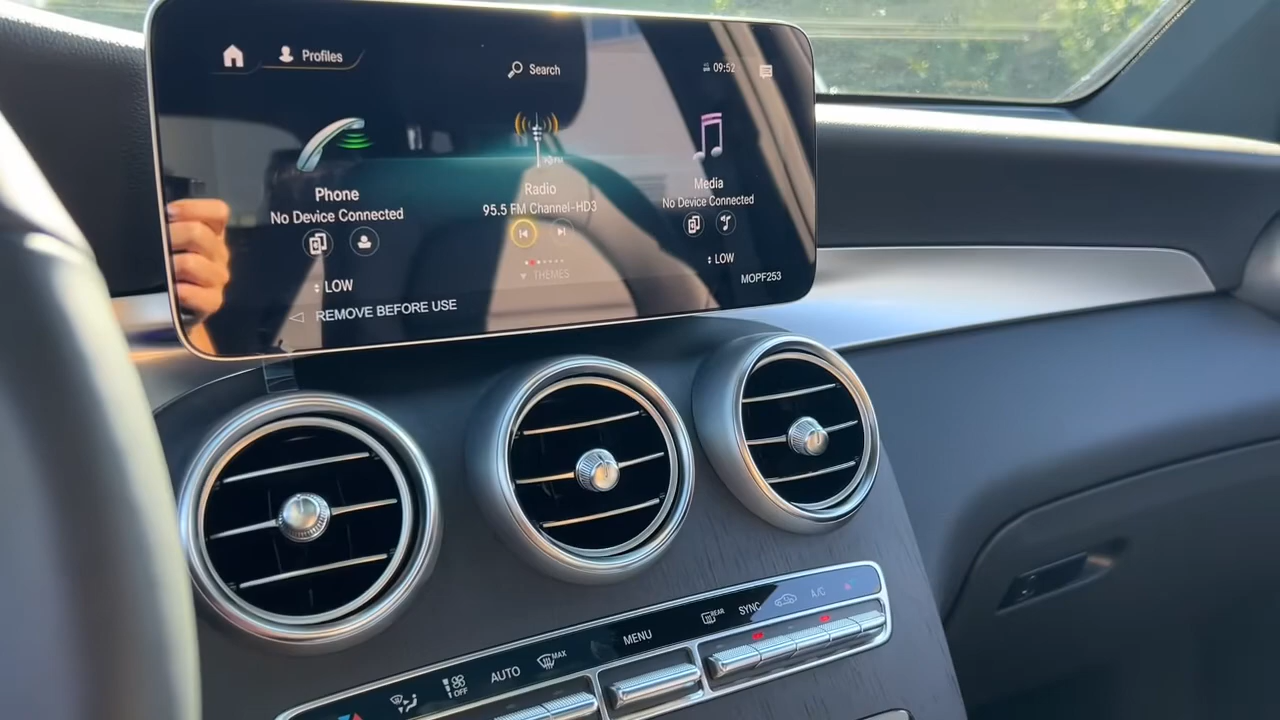 Profiles
Search
09:52
Phone
No Device Connected
Radio
95.5 FM Channel-HD3
Media
No Device Connected
LOW
THEMES
LOW
MOPF253
REMOVE BEFORE USE
OFF
AUTO
MAX
MENU
REAR
SYNC
A/C